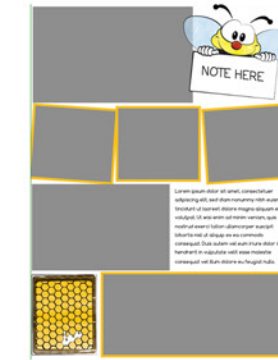 NOTE HERE
Lorem ipsum dolor sit amet, consectetuer
adipiscing elit, sed diam nonummy nibh
tincidunt ut laoreet dolore magna aliquam
volutpat. Ut wisi enim ad minim veniam, quis
nostrud exerci tation ullamcorper suscipit
lobortis nisl ut aliquip ex ea commodo
consequat. Duis autem vel eum iriure dolor
hendrerit in vulputate velit esse molestie
consequat vel illum dolore eu feugiat nulla.